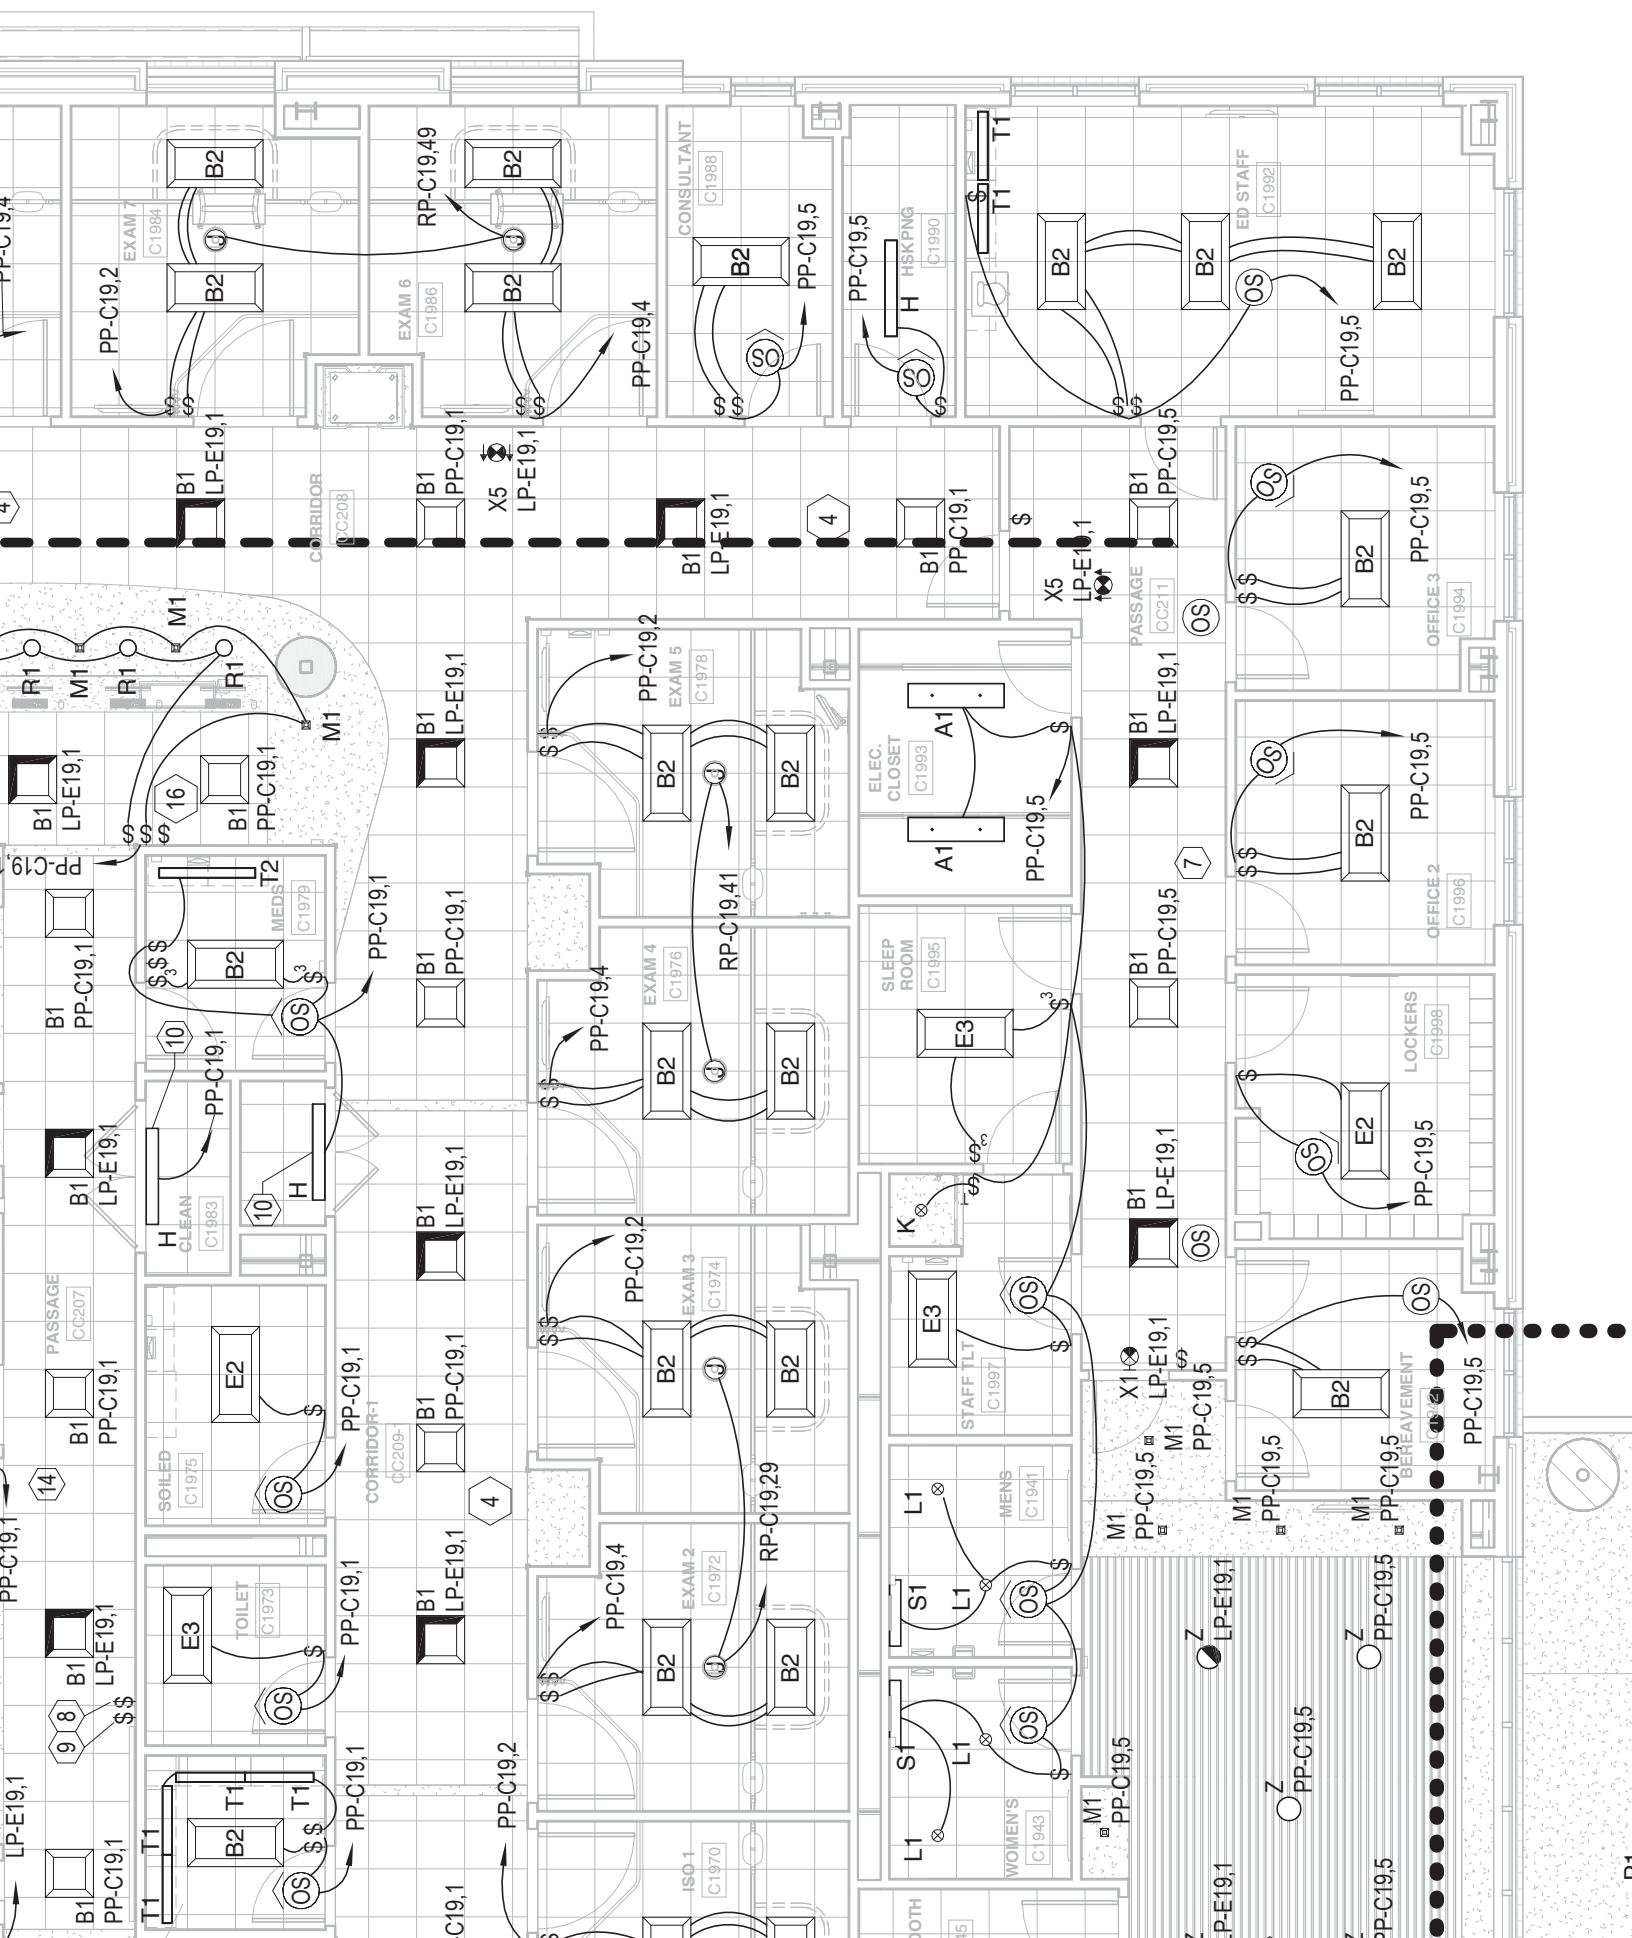 B2
B2
RP-C19,49
CONSULTANT
C1988
T1
T1
$
ED STAFF
C1992
EXAM 7
C1984
J
J
PP-C19,5
PP-C19,5
HSKPNG
C1990
PP-C19,2
B2
B2
EXAM 6
C1986
B2
H
B2
B2
B2
OS
PP-C19,4
PP-C19,4
OS
OS
PP-C19,5
$ $
$ $
$ $
$
$ $
B1
LP-E19,1
B1
PP-C19,1
X5
LP-E19,1
B1
PP-C19,5
CORRIDOR
CC208
4
4
B1
LP-E19,1
B1
PP-C19,1
$
OS
PP-C19,5
B2
X5
PASSAGE
CC211
OS
$
$
OFFICE 3
C1994
M1
R1
M1
R1
R1
M1
PP-C19,2
EXAM 5
C1978
B1
LP-E19,1
B1
LP-E19,1
B1
LP-E19,1
16
B1
PP-C19,1
$ $ $
PP-C19,
$
$
B2
J
B2
RP-C19,41
A1
ELEC.
CLOSET
C1993
A1
$
PP-C19,5
OS
PP-C19,5
B2
$
$
7
OFFICE 2
C1996
T2
MEDS
C1979
PP-C19,1
B1
PP-C19,1
B1
PP-C19,1
$
$
$3
B2
$3
OS
PP-C19,4
EXAM 4
C1976
SLEEP
ROOM
C1995
E3
$3
$3
B1
PP-C19,5
LOCKERS
C1998
10
PP-C19,1
$
$
B2
J
B2
$
E2
OS
PP-C19,5
B1
LP-E19,1
H
CLEAN
C1983
10
H
B1
LP-E19,1
PP-C19,2
EXAM 3
C1974
K
$T
B1
LP-E19,1
OS
PASSAGE
CC207
E3
OS
$
STAFF TLT
C1997
$
$
B2
J
B2
OS
$
$
B2
BEREAVEMENT
PP-C19,5
X1
LP-E19,1
$
PP-C19,5
B1
PP-C19,1
E2
$
SOILED
C1975
OS
PP-C19,1
CORRIDOR-1
CC209-
B1
PP-C19,1
14
4
RP-C19,29
L1
MENS
C1941
M1
M1
PP-C19,5
M1
PP-C19,5
M1
PP-C19,5
PP-C19,1
TOILET
C1973
E3
$
OS
PP-C19,1
B1
LP-E19,1
B1
LP-E19,1
PP-C19,4
EXAM 2
C1972
$
$
B2
J
B2
S1
L1
$
OS
Z
LP-E19,1
Z
PP-C19,5
8
9
$
$
S1
L1
OS
$
L1
WOMEN'S
C1943
M1
PP-C19,5
Z
PP-C19,5
LP-E19,1
T1
T1
T1
T1
B2
$
$
OS
PP-C19,1
PP-C19,2
B1
PP-C19,1
ISO 1
C1970
C19,1
P-E19,1
P-C19,5